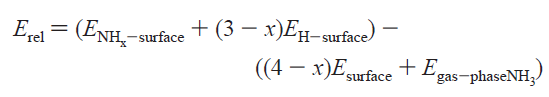 E_rel = (E_NHₓ−surface + (3 − x)E_H−surface) −
((4 − x)E_surface + E_gas−phaseNH₃)